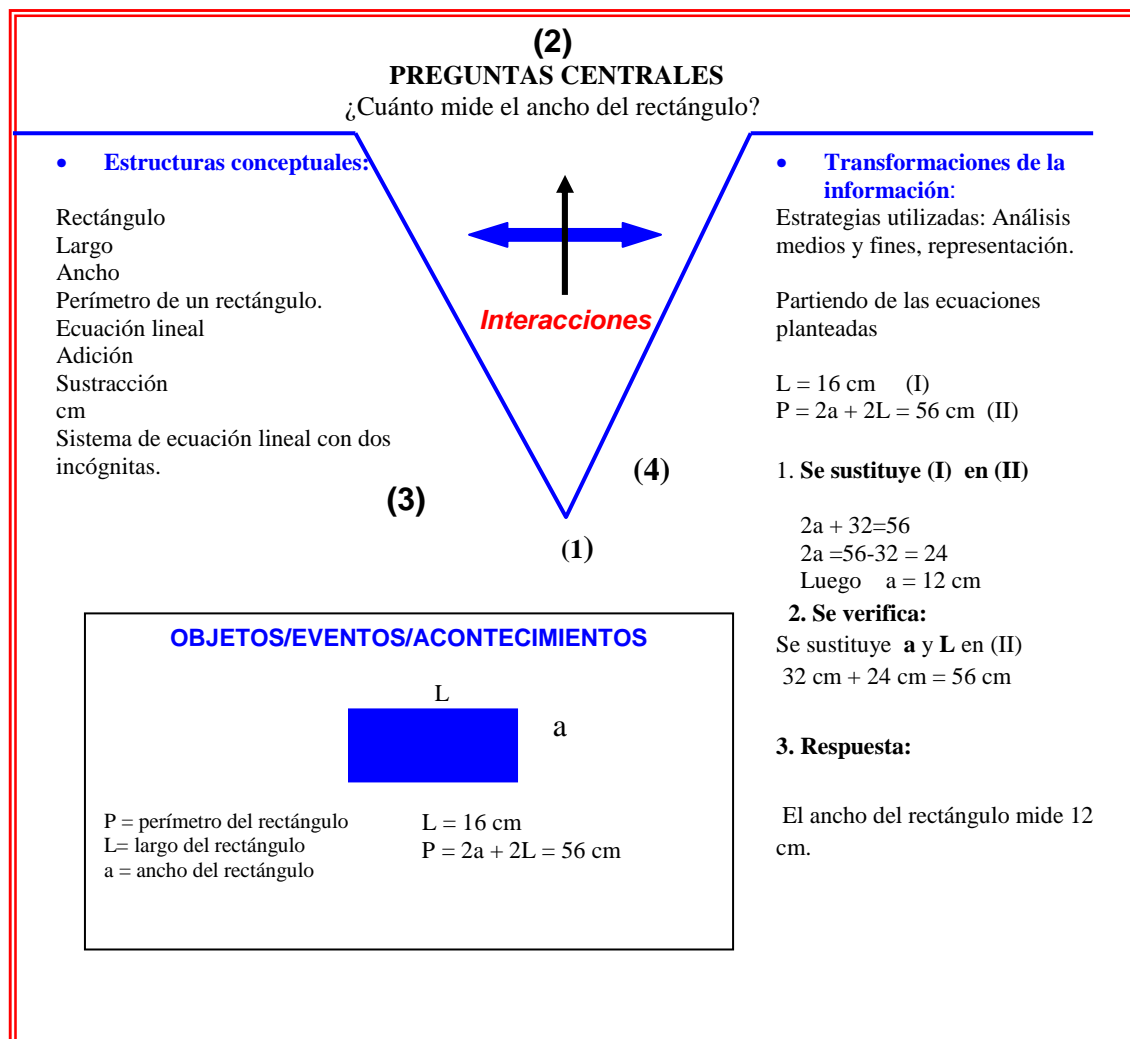 (2)
PREGUNTAS CENTRALES
¿Cuánto mide el ancho del rectángulo?
• Estructuras conceptuales:
Rectángulo
Largo
Ancho
Perímetro de un rectángulo.
Ecuación lineal
Adición
Sustracción
cm
Sistema de ecuación lineal con dos
incógnitas.
(3)
Interacciones
(4)
(1)
• Transformaciones de la
información:
Estrategias utilizadas: Análisis
medios y fines, representación.
Partiendo de las ecuaciones
planteadas
L = 16 cm (I)
P = 2a + 2L = 56 cm (II)
1. Se sustituye (I) en (II)
2a + 32=56
2a =56-32 = 24
Luego a = 12 cm
2. Se verifica:
Se sustituye a y L en (II)
32 cm + 24 cm = 56 cm
3. Respuesta:
El ancho del rectángulo mide 12
cm.
OBJETOS/EVENTOS/ACONTECIMIENTOS
L
a
P = perímetro del rectángulo
L= largo del rectángulo
a = ancho del rectángulo
L = 16 cm
P = 2a + 2L = 56 cm